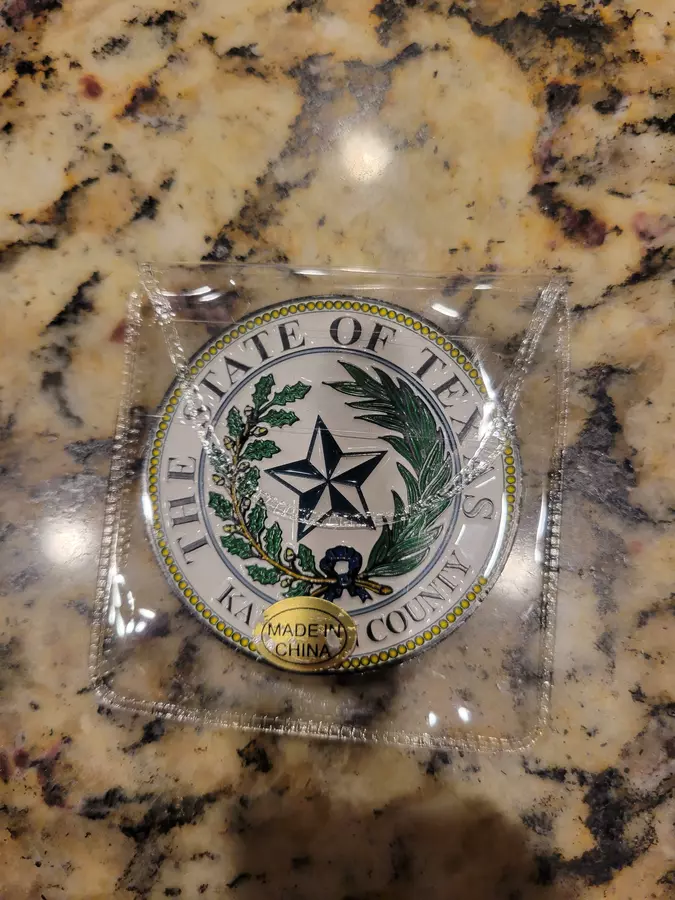 THE STATE OF TEXAS
COUNTY
MADE IN
CHINA